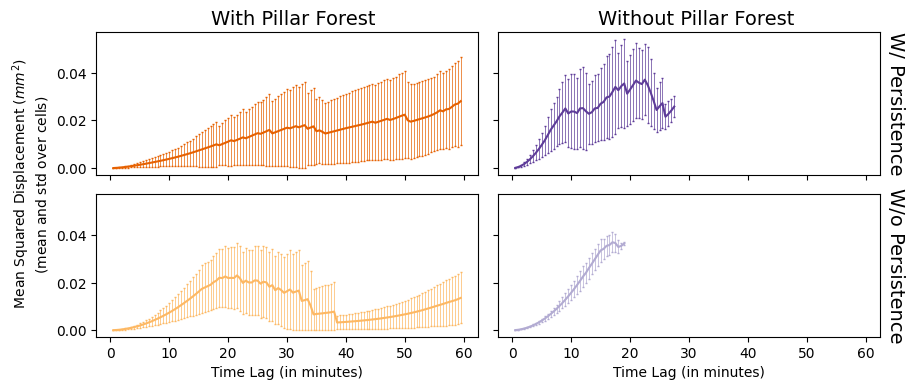 With Pillar Forest
Without Pillar Forest
Mean Squared Displacement (mm²)
(mean and std over cells)
0.04
0.02
0.00
W/ Persistence
0.04
0.02
0.00
W/o Persistence
0 10 20 30 40 50 60
0 10 20 30 40 50 60
Time Lag (in minutes)
Time Lag (in minutes)